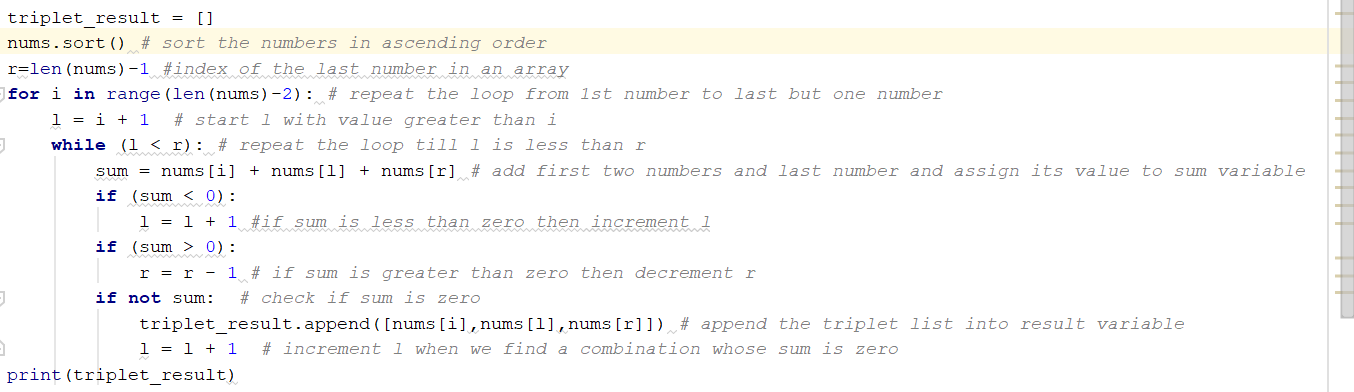 triplet_result = []
nums.sort() # sort the numbers in ascending order
r=len(nums)-1 #index of the last number in an array
for i in range(len(nums)-2): # repeat the loop from 1st number to last but one number
    l = i + 1  # start l with value greater than i
    while (l < r): # repeat the loop till l is less than r
        sum = nums[i] + nums[l] + nums[r] # add first two numbers and last number and assign its value to sum variable
        if (sum < 0):
            l = l + 1 #if sum is less than zero then increment l
        if (sum > 0):
            r = r - 1 # if sum is greater than zero then decrement r
        if not sum:  # check if sum is zero
            triplet_result.append([nums[i],nums[l],nums[r]]) # append the triplet list into result variable
            l = l + 1  # increment l when we find a combination whose sum is zero
print(triplet_result)